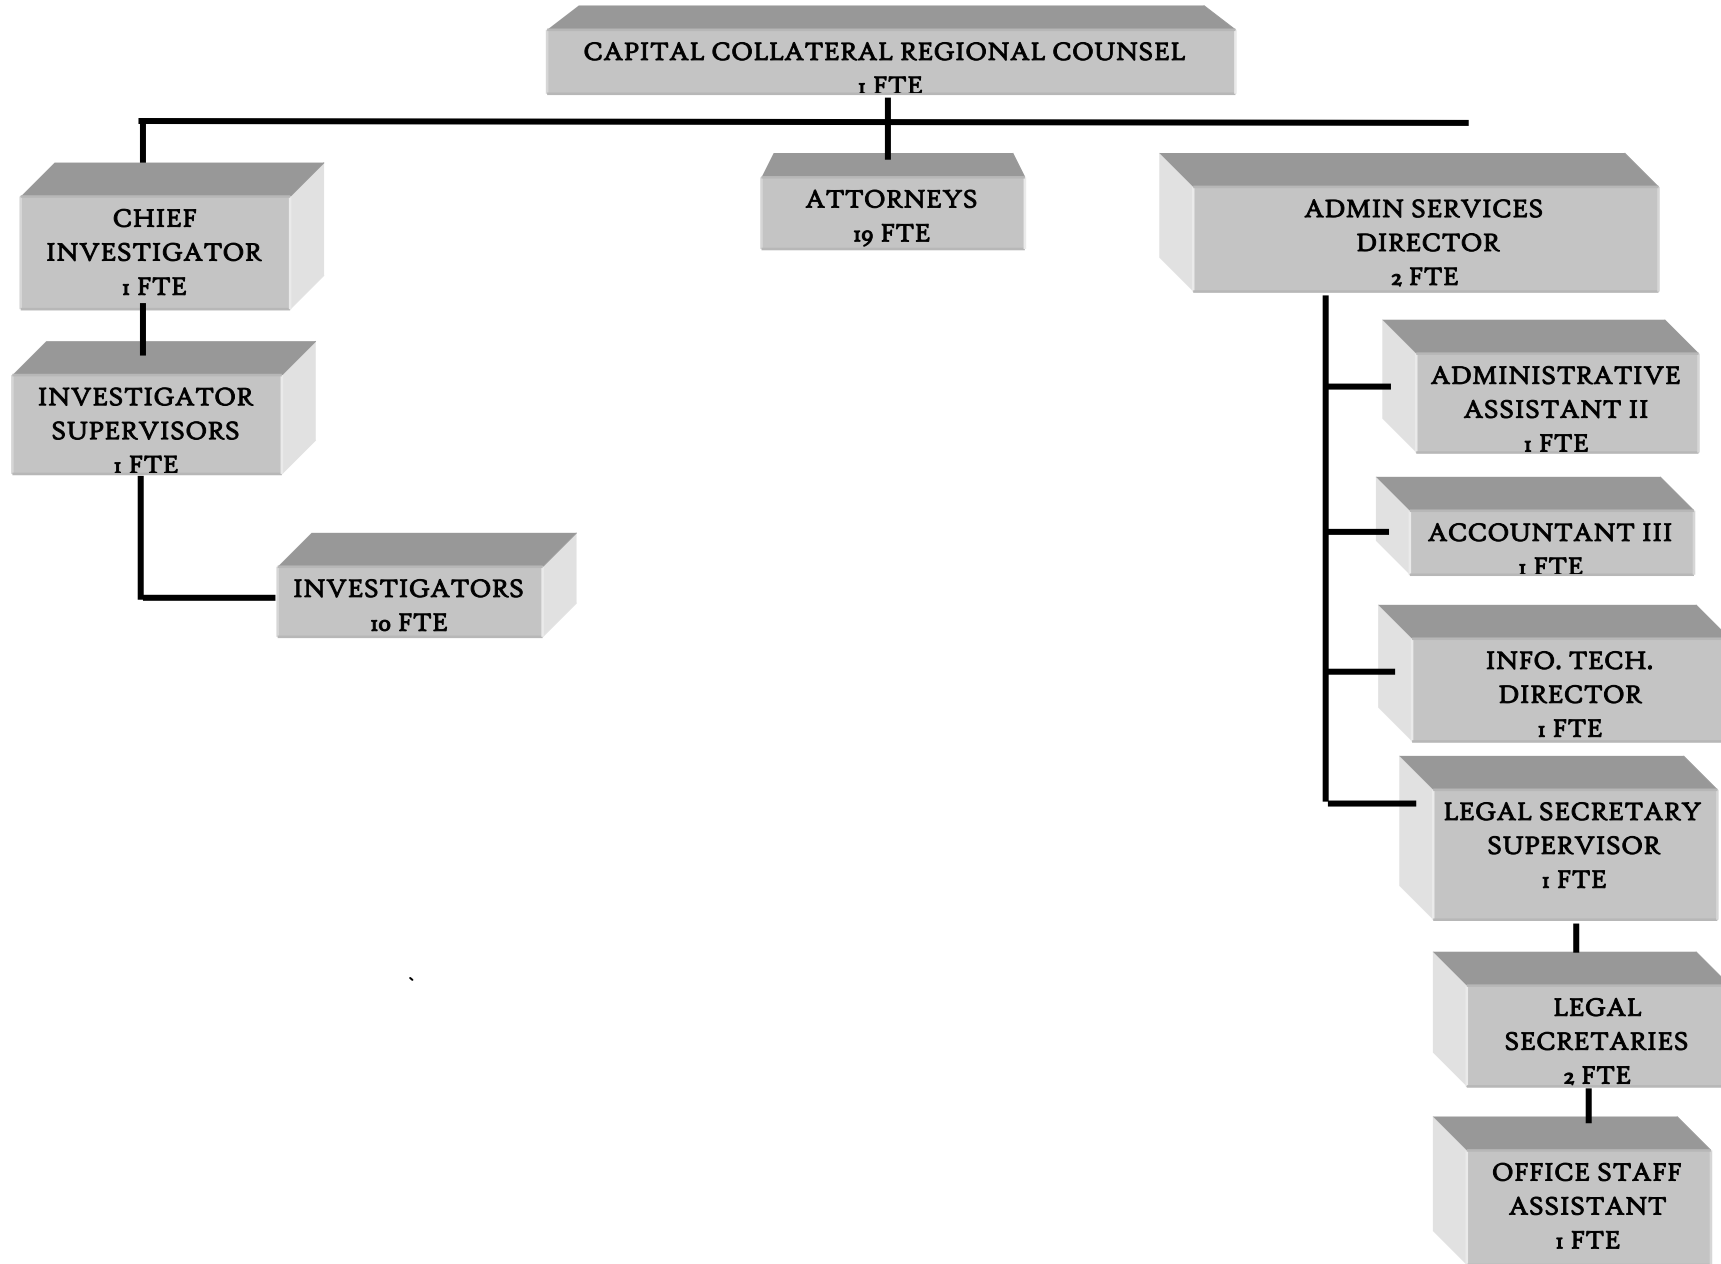 CAPITAL COLLATERAL REGIONAL COUNSEL
1 FTE
CHIEF
INVESTIGATOR
1 FTE
INVESTIGATOR
SUPERVISORS
1 FTE
INVESTIGATORS
10 FTE
ATTORNEYS
19 FTE
ADMIN SERVICES
DIRECTOR
2 FTE
ADMINISTRATIVE
ASSISTANT II
1 FTE
ACCOUNTANT III
1 FTE
INFO. TECH.
DIRECTOR
1 FTE
LEGAL SECRETARY
SUPERVISOR
1 FTE
LEGAL
SECRETARIES
2 FTE
OFFICE STAFF
ASSISTANT
1 FTE
`